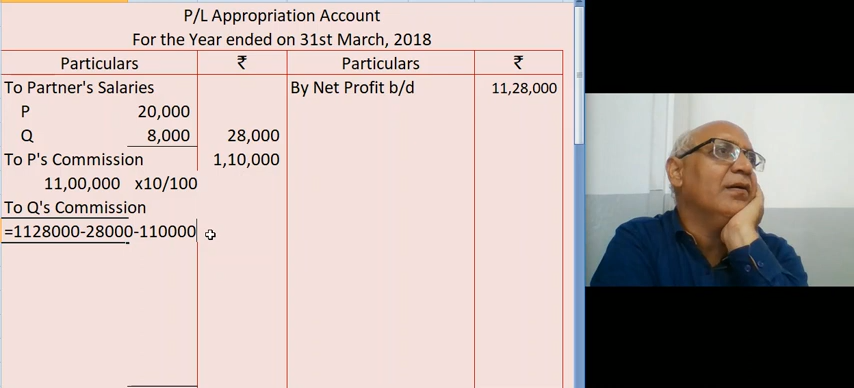 P/L Appropriation Account
For the Year ended on 31st March, 2018
Particulars ₹ Particulars ₹
To Partner's Salaries By Net Profit b/d 11,28,000
P 20,000
Q 8,000 28,000
To P's Commission 1,10,000
11,00,000 x10/100
To Q's Commission
=1128000-28000-110000